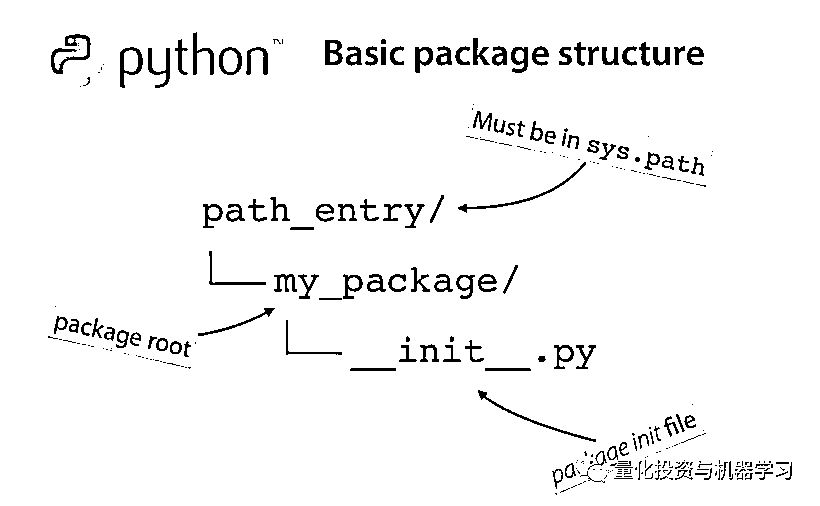 python™ Basic package structure
Must be in sys.path
path_entry/
my_package/
package root
__init__.py
package init file
量化投资与机器学习